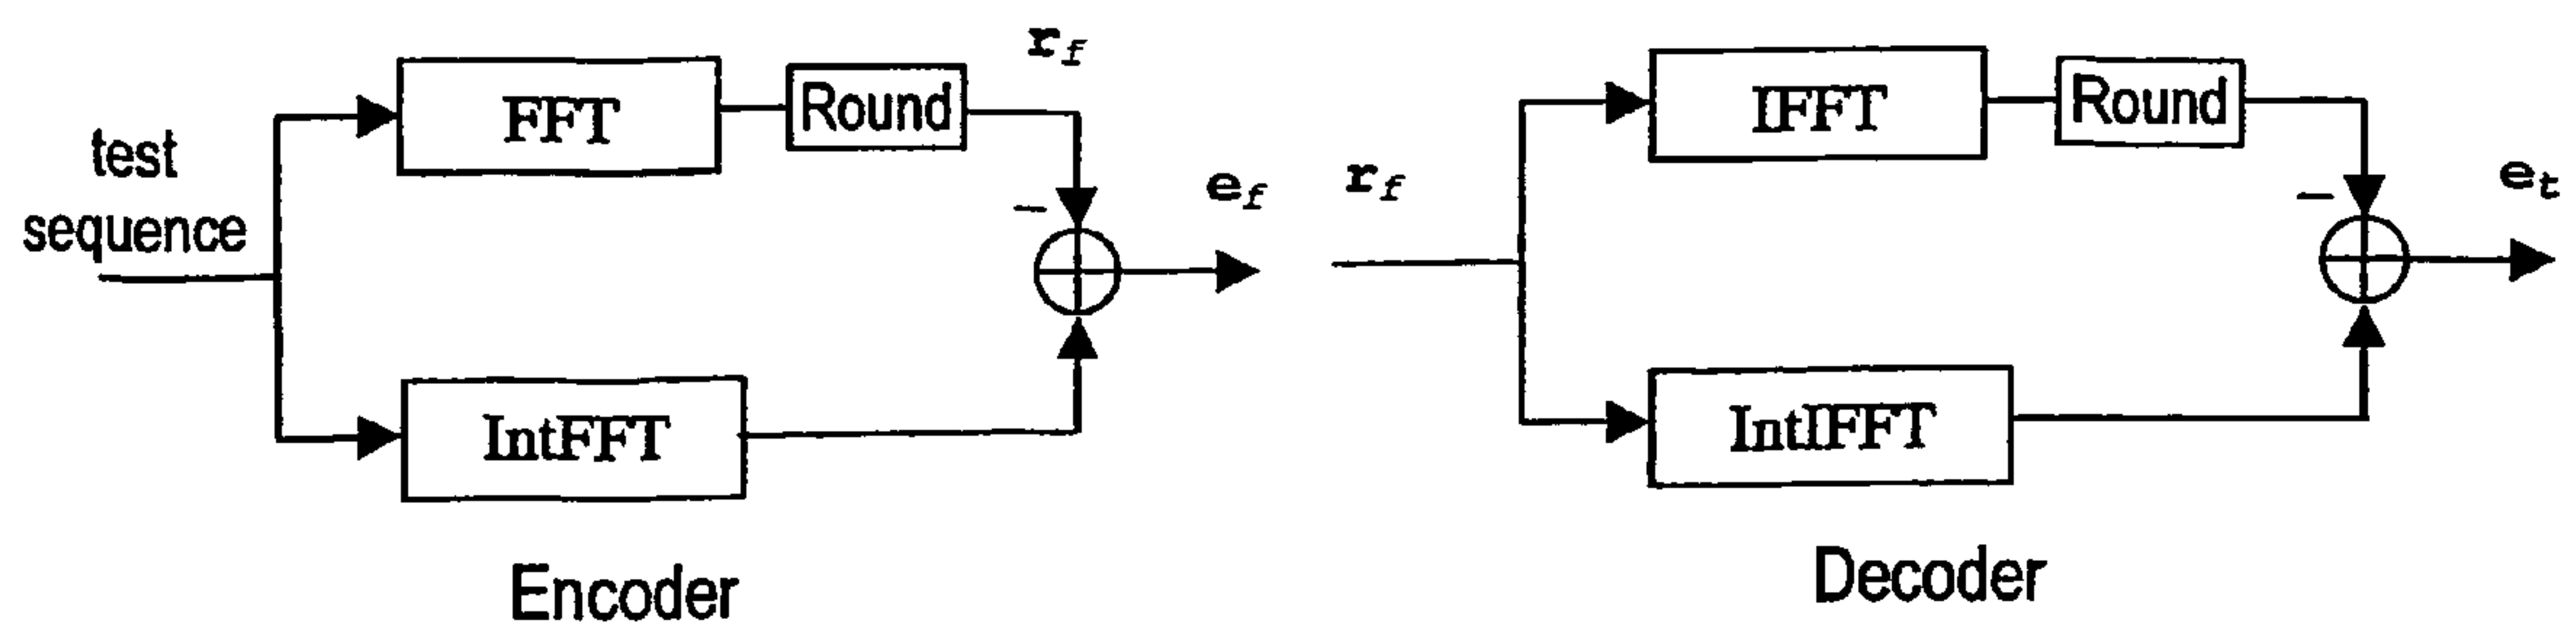 test
sequence
FFT
Round
r_f
−
e_f
IntFFT
Encoder
r_f
IFFT
Round
−
e_t
IntIFFT
Decoder